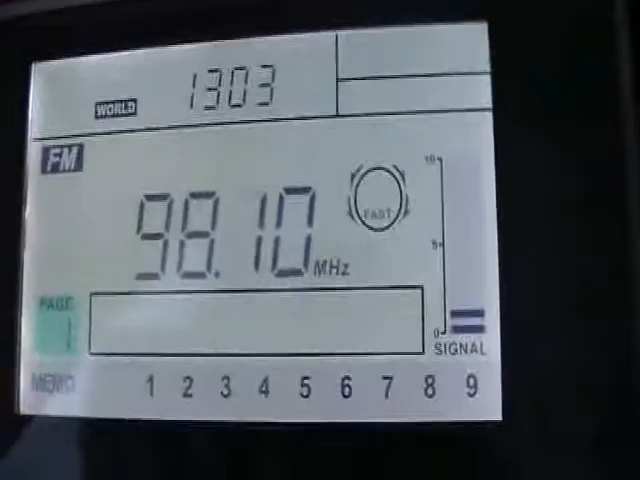 WORLD 1303
FM
98.10 MHz
FAST
10
5
0
SIGNAL
PAGE
1
MEMO 1 2 3 4 5 6 7 8 9